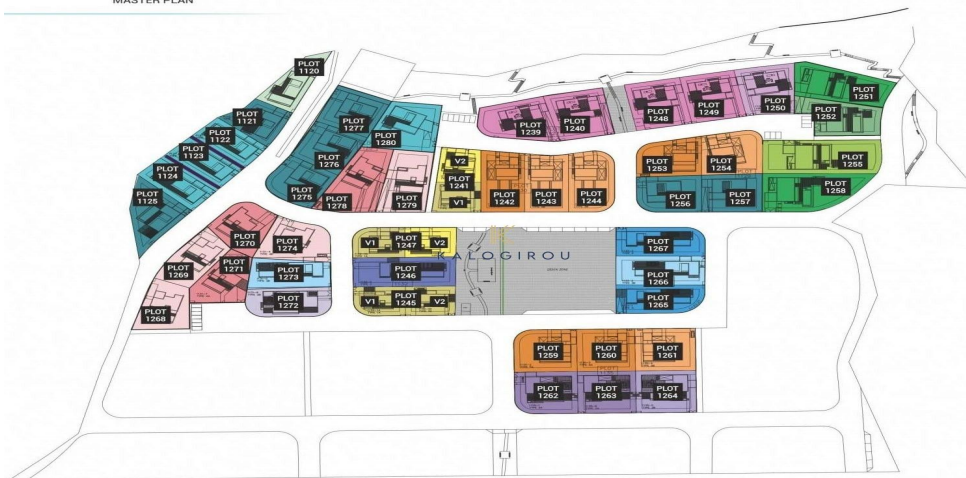 MASTER PLAN
PLOT
1120
PLOT
1121
PLOT
1122
PLOT
1123
PLOT
1124
PLOT
1125
PLOT
1277
PLOT
1280
PLOT
1276
PLOT
1275
PLOT
1278
PLOT
1279
V2
PLOT
1241
V1
PLOT
1242
PLOT
1243
PLOT
1244
PLOT
1239
PLOT
1240
PLOT
1248
PLOT
1249
PLOT
1250
PLOT
1251
PLOT
1252
PLOT
1253
PLOT
1254
PLOT
1255
PLOT
1256
PLOT
1257
PLOT
1258
PLOT
1270
PLOT
1274
PLOT
1269
PLOT
1271
PLOT
1273
PLOT
1272
PLOT
1268
V1
PLOT
1247
V2
PLOT
1246
V1
PLOT
1245
V2
KALOGIROU
PLOT
1267
PLOT
1266
PLOT
1265
PLOT
1259
PLOT
1260
PLOT
1261
PLOT
1262
PLOT
1263
PLOT
1264